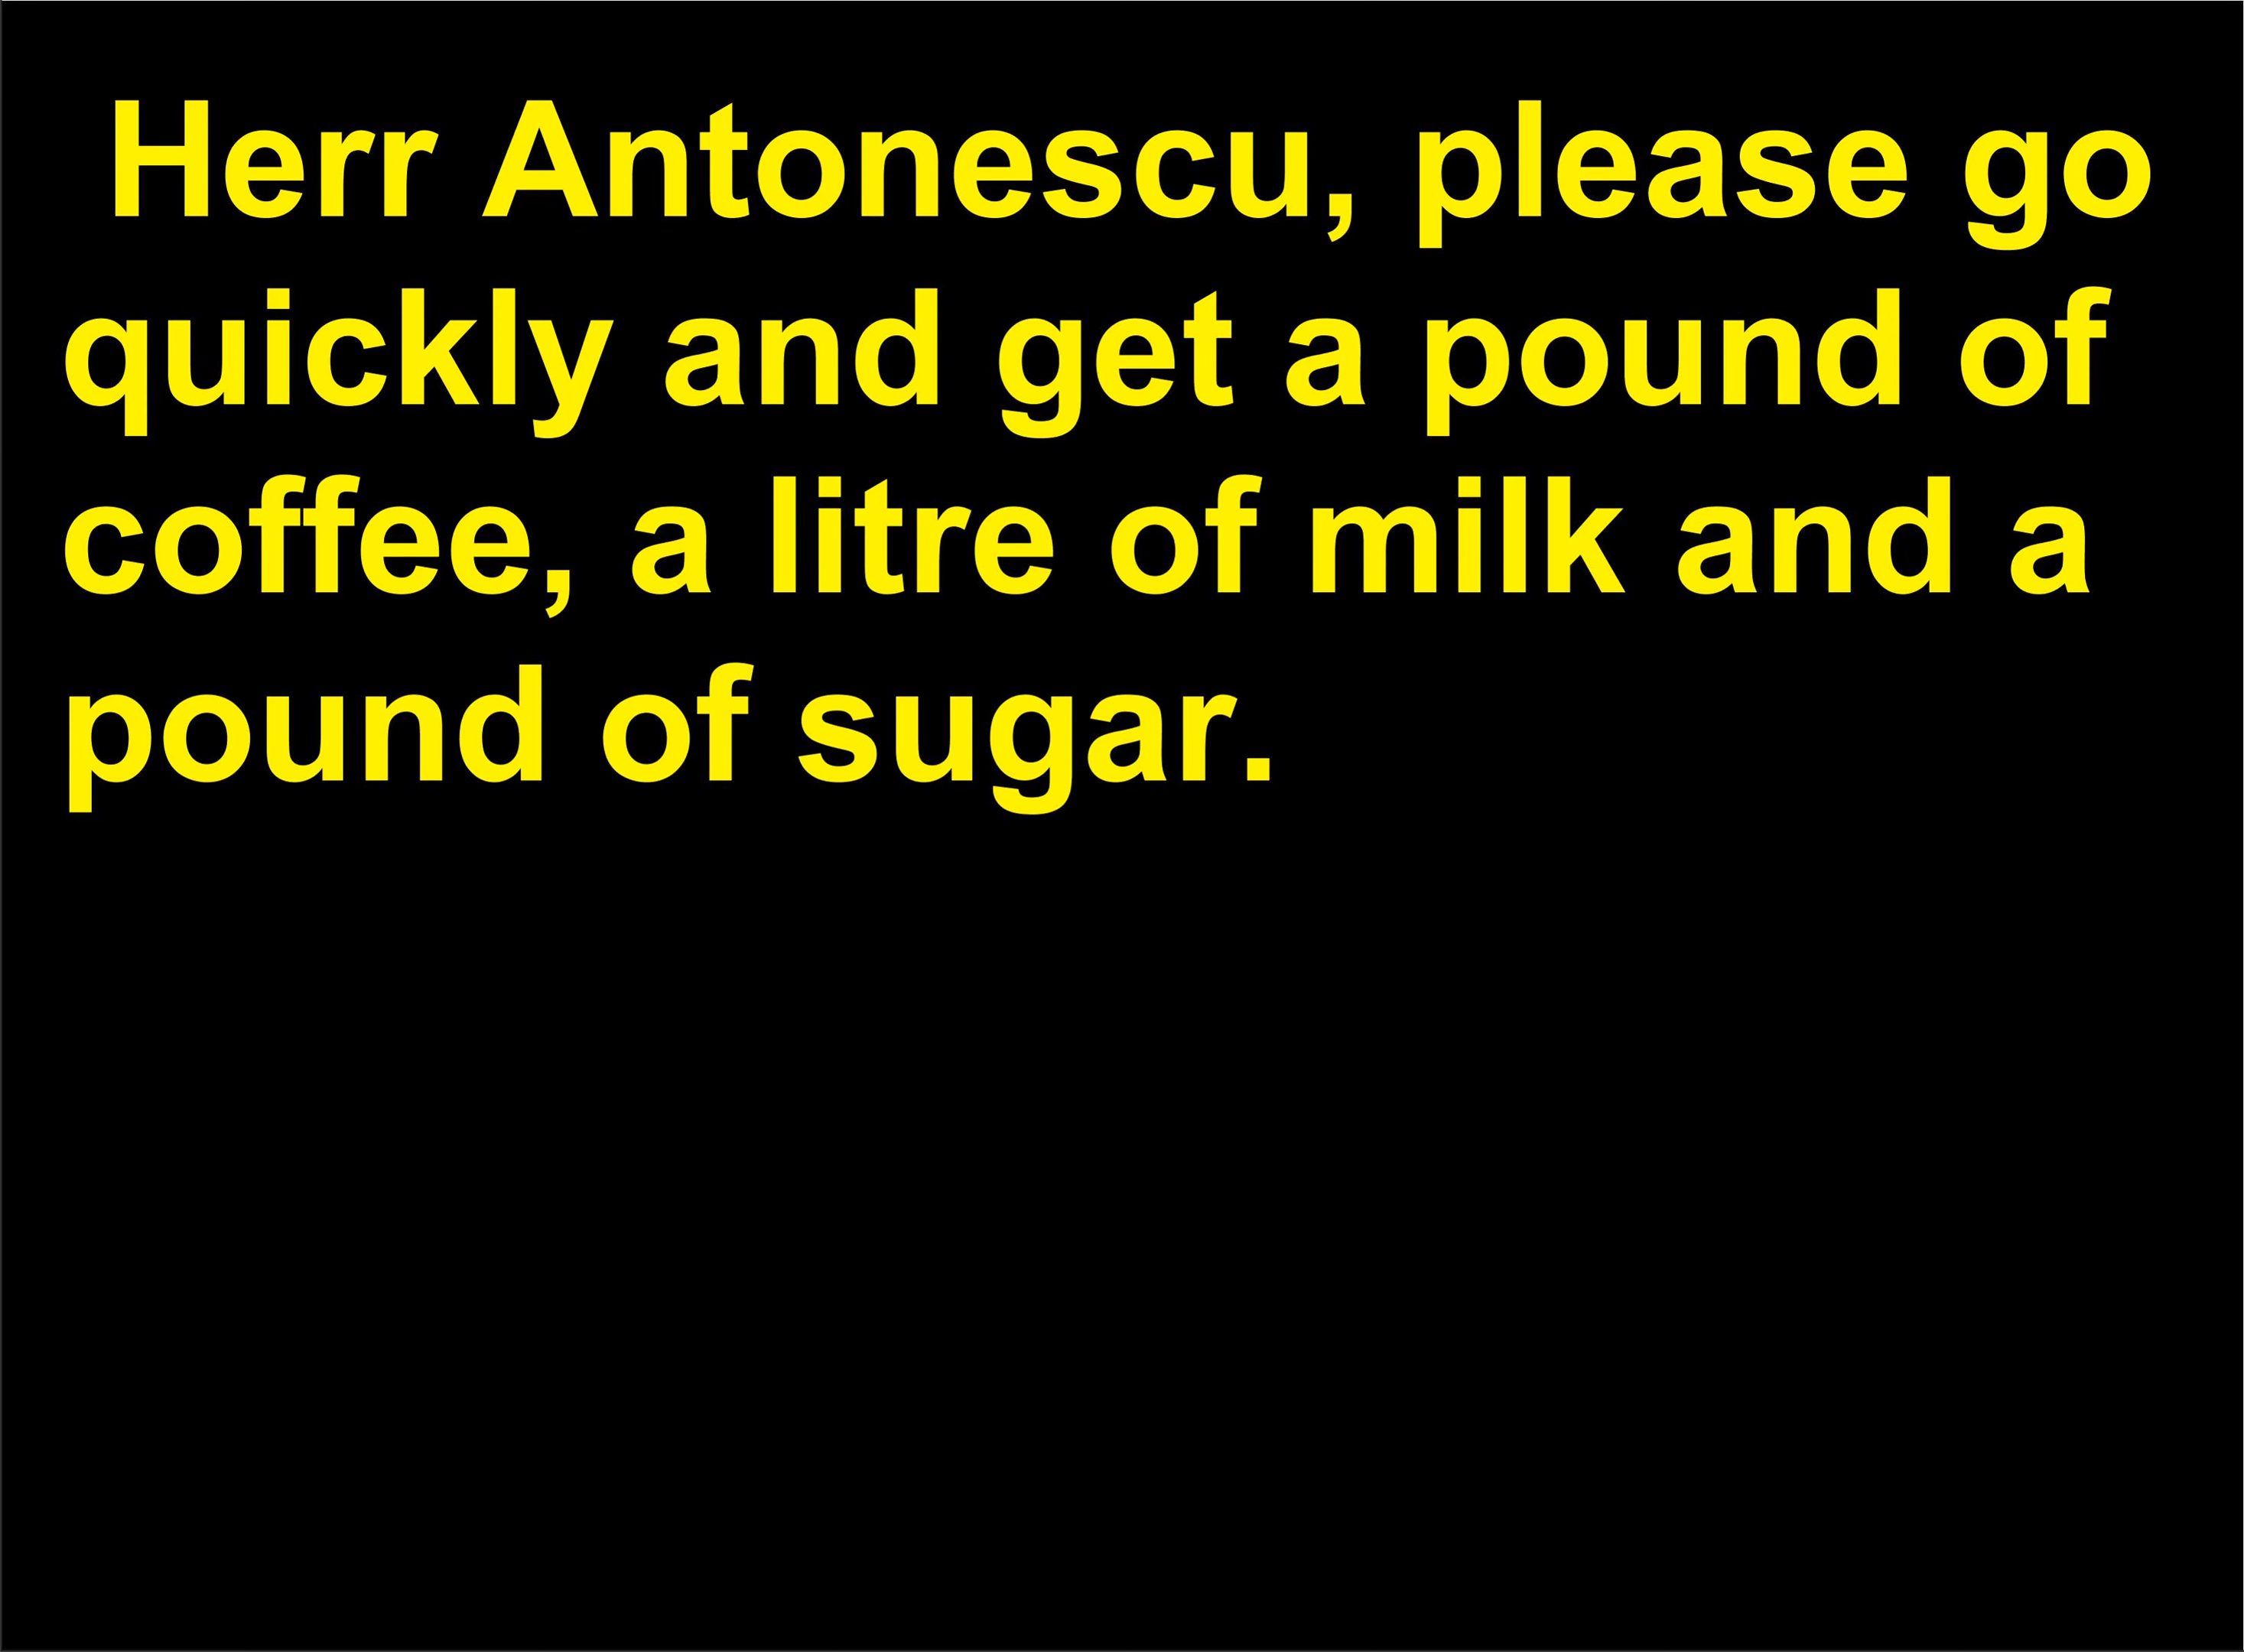 Herr Antonescu, please go
quickly and get a pound of
coffee, a litre of milk and a
pound of sugar.